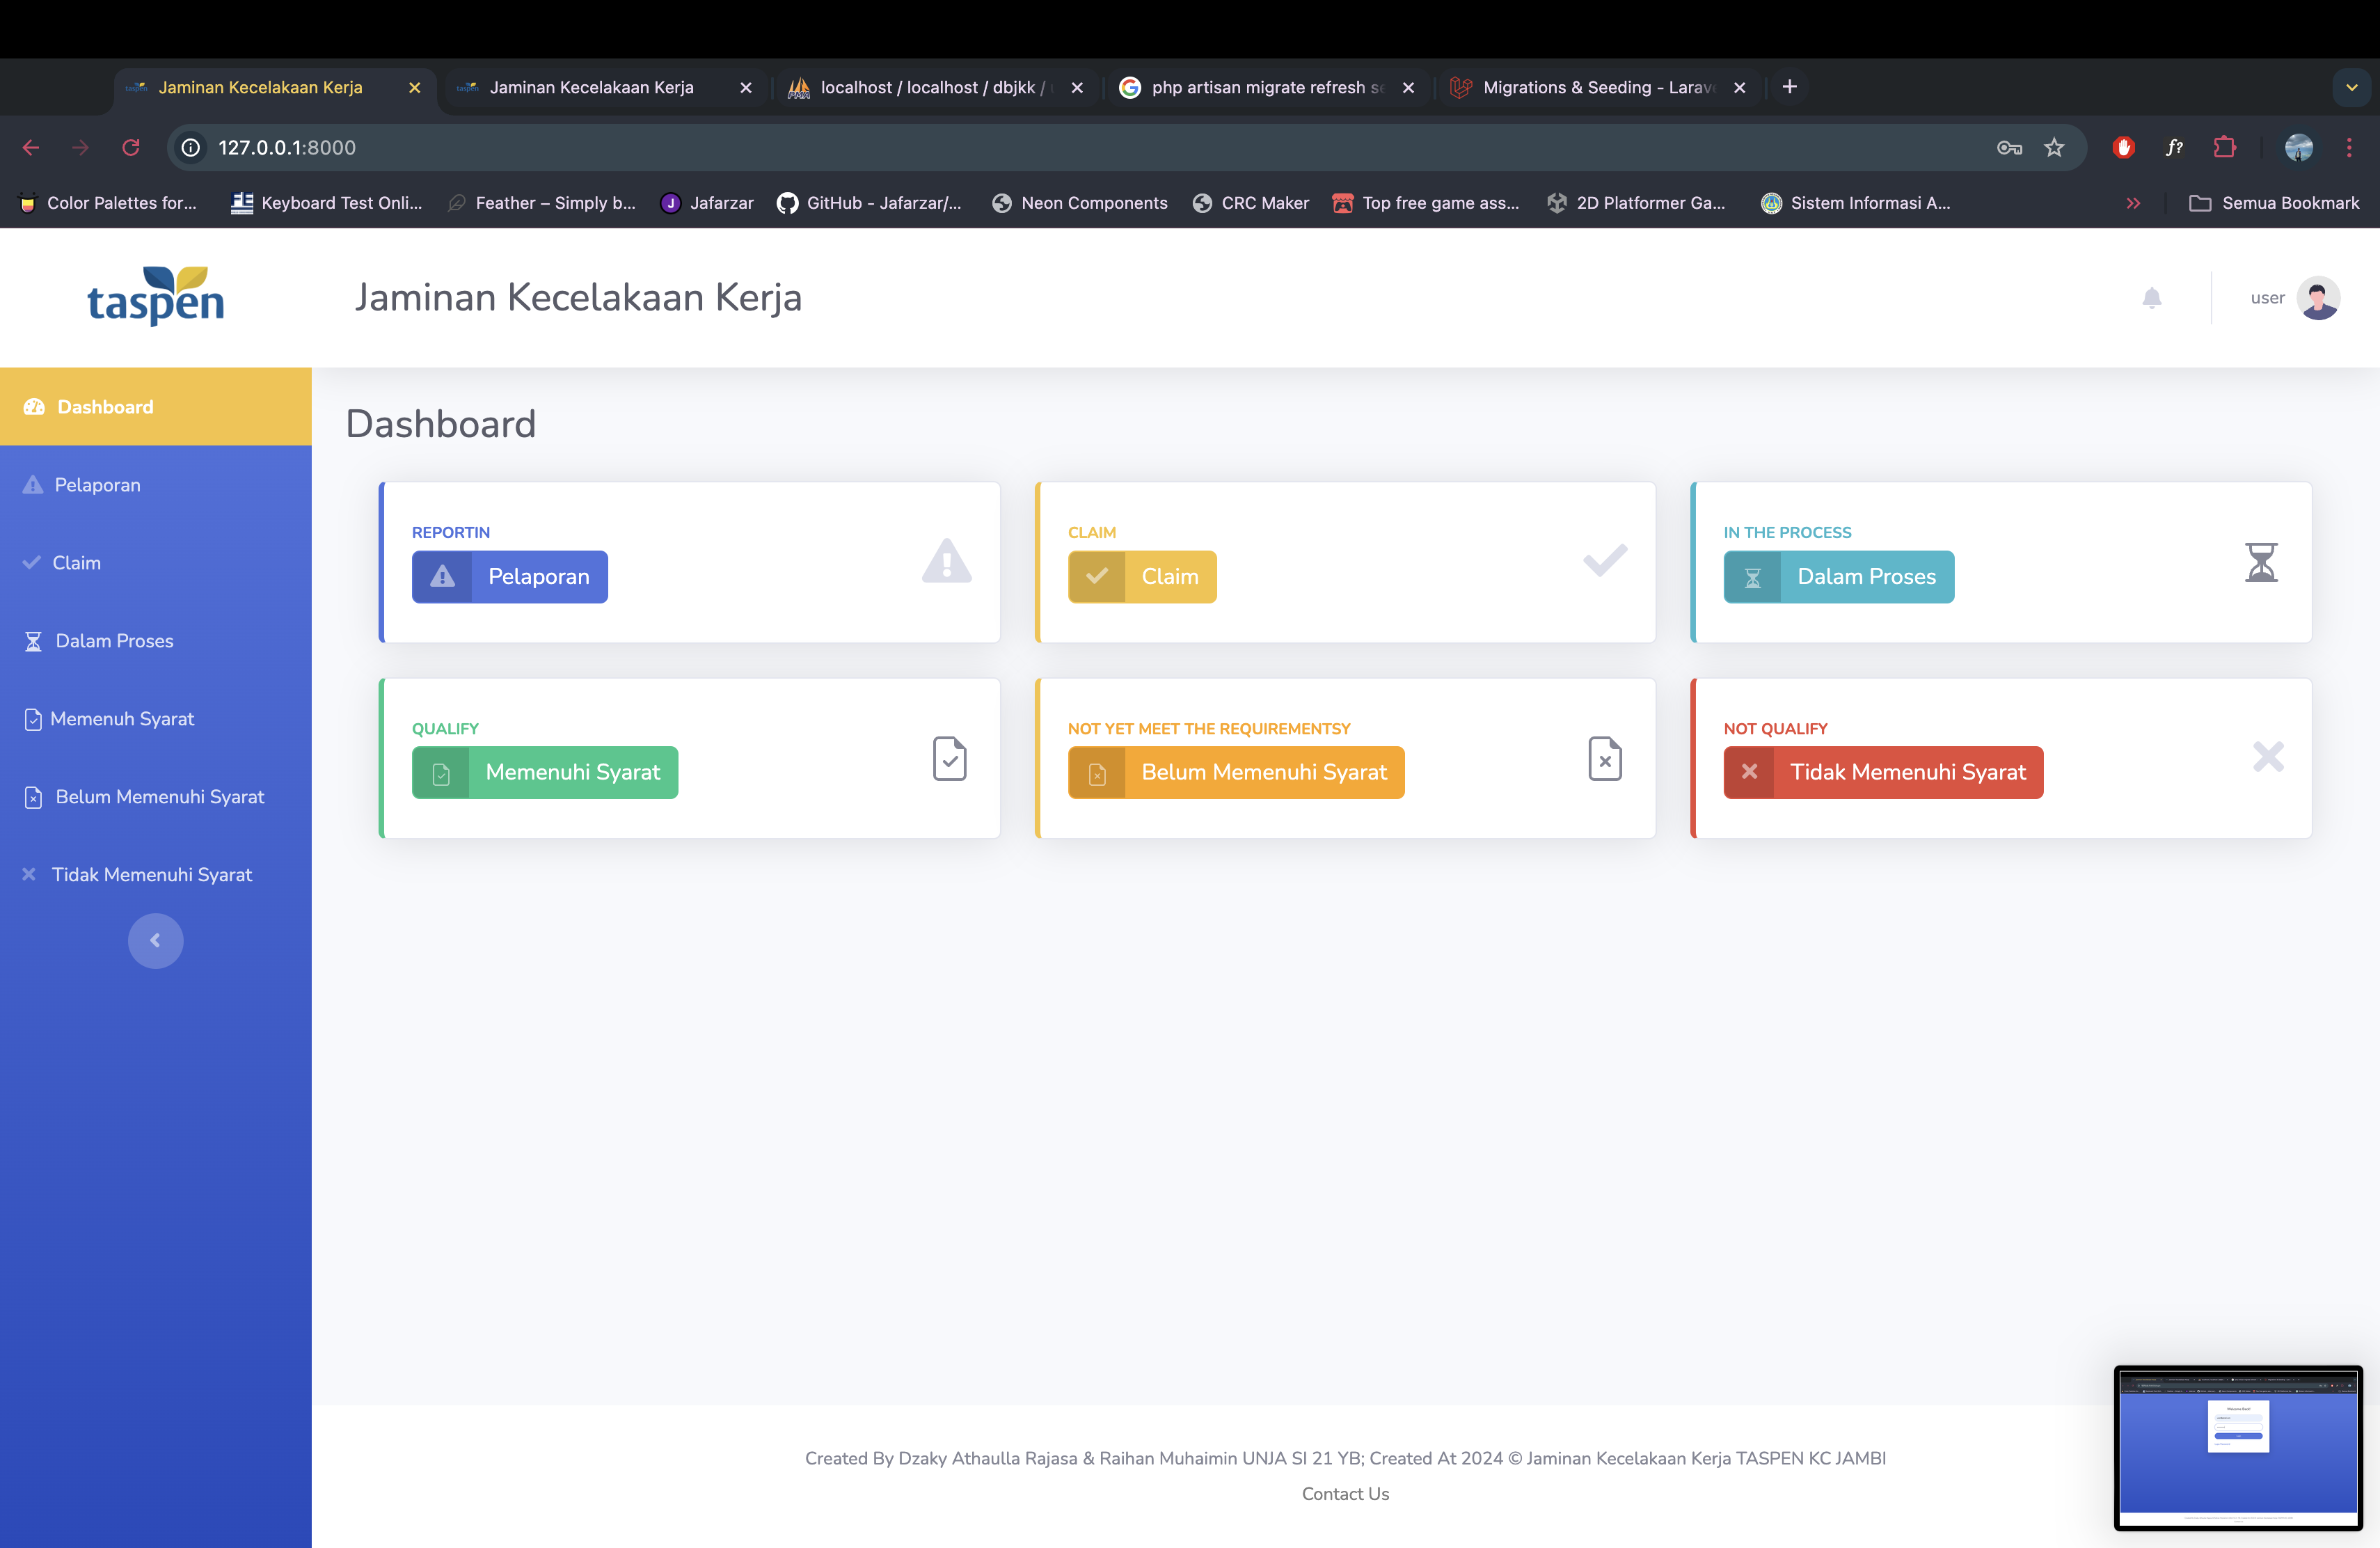 Jaminan Kecelakaan Kerja
Jaminan Kecelakaan Kerja
localhost / localhost / dbjkk /
php artisan migrate refresh se
Migrations & Seeding - Larav
127.0.0.1:8000
Color Palettes for...
Keyboard Test Onli...
Feather – Simply b...
Jafarzar
GitHub - Jafarzar/...
Neon Components
CRC Maker
Top free game ass...
2D Platformer Ga...
Sistem Informasi A...
Semua Bookmark
taspen
Jaminan Kecelakaan Kerja
user
Dashboard
Pelaporan
Claim
Dalam Proses
Memenuh Syarat
Belum Memenuhi Syarat
Tidak Memenuhi Syarat
Dashboard
REPORTIN
Pelaporan
CLAIM
Claim
IN THE PROCESS
Dalam Proses
QUALIFY
Memenuhi Syarat
NOT YET MEET THE REQUIREMENTSY
Belum Memenuhi Syarat
NOT QUALIFY
Tidak Memenuhi Syarat
Created By Dzaky Athaulla Rajasa & Raihan Muhaimin UNJA SI 21 YB; Created At 2024 © Jaminan Kecelakaan Kerja TASPEN KC JAMBI
Contact Us